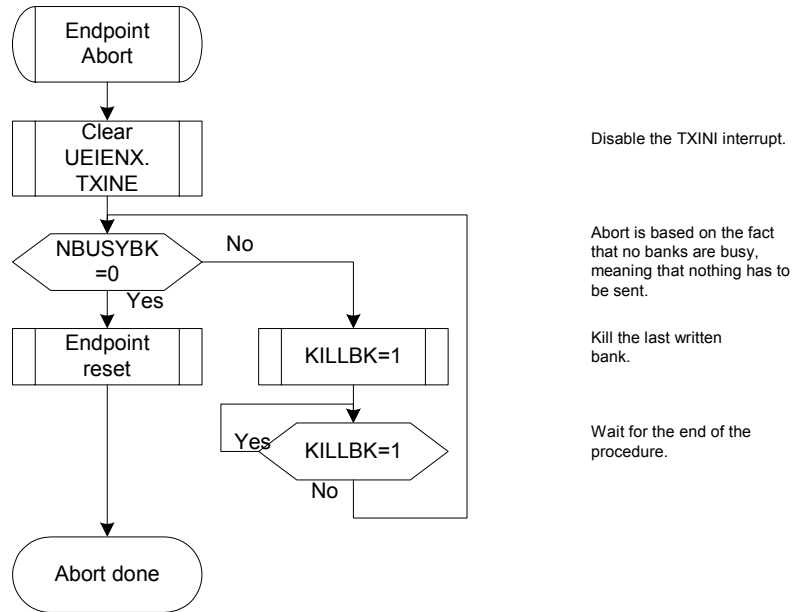 Endpoint
Abort
Clear
UEIENX.
TXINE
Disable the TXINI interrupt.
NBUSYBK
=0
No
Yes
Abort is based on the fact
that no banks are busy,
meaning that nothing has to
be sent.
Endpoint
reset
KILLBK=1
Kill the last written
bank.
Yes
KILLBK=1
No
Wait for the end of the
procedure.
Abort done